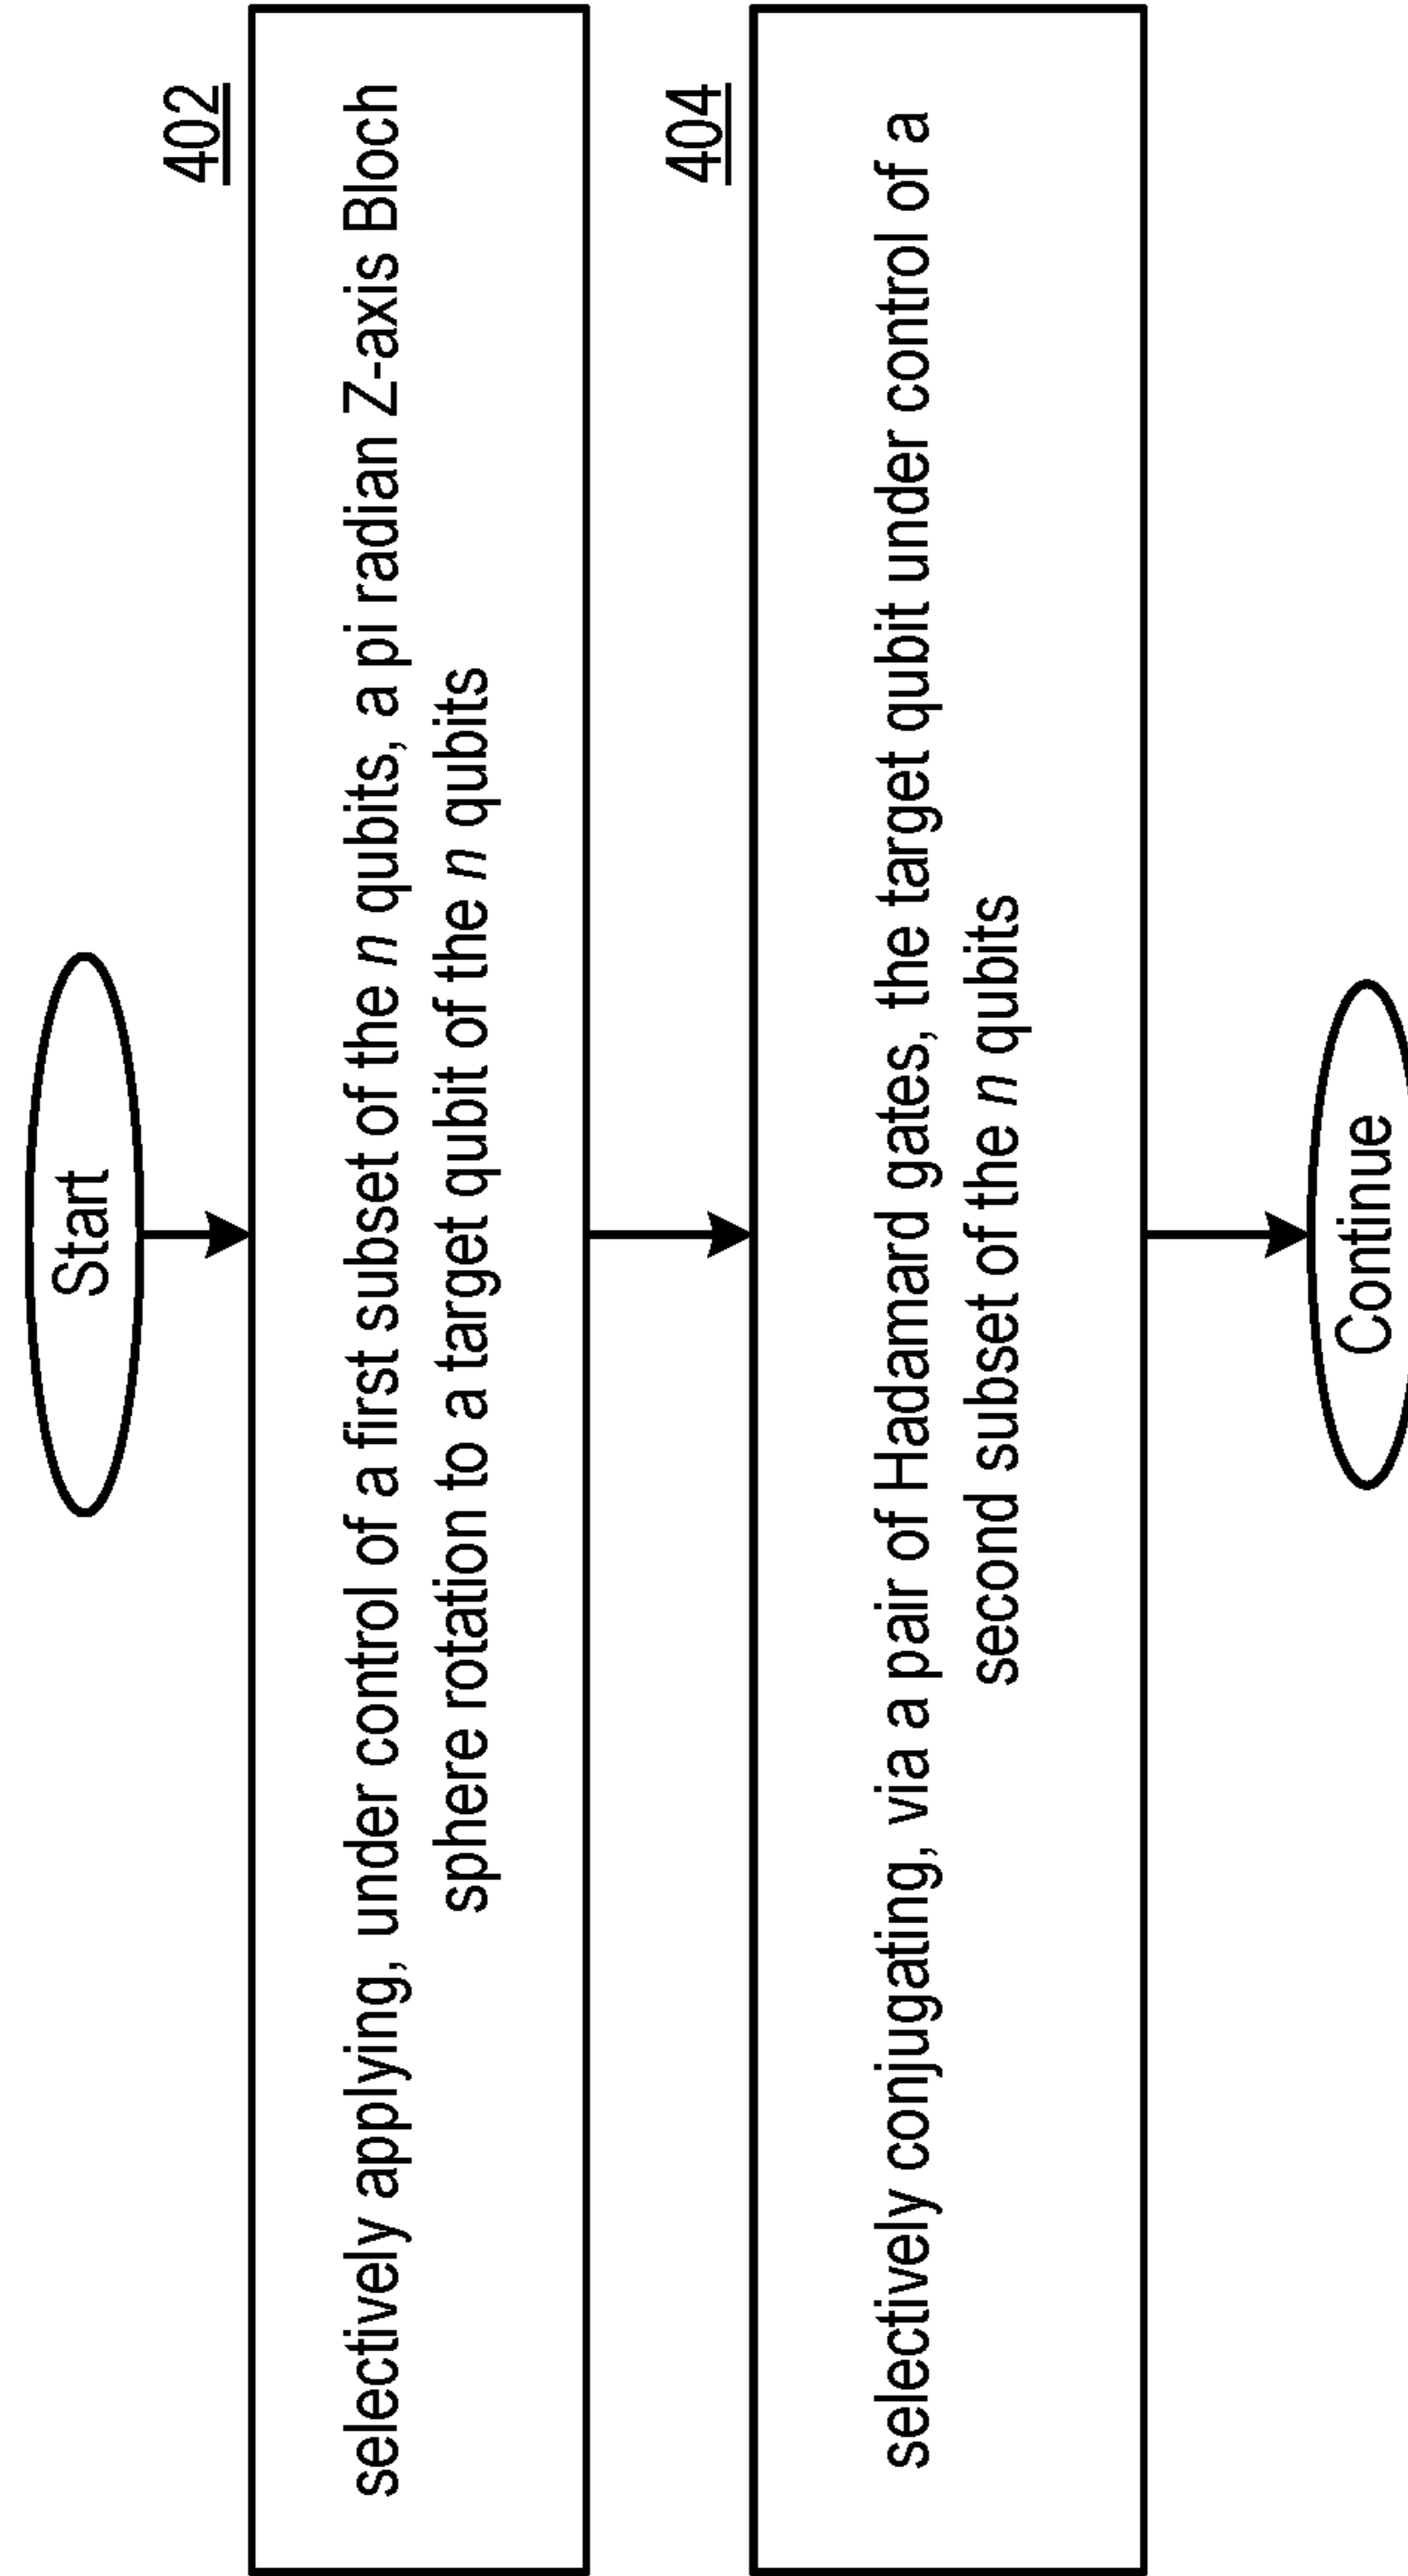 Start
402
selectively applying, under control of a first subset of the n qubits, a pi radian Z-axis Bloch
sphere rotation to a target qubit of the n qubits
404
selectively conjugating, via a pair of Hadamard gates, the target qubit under control of a
second subset of the n qubits
Continue